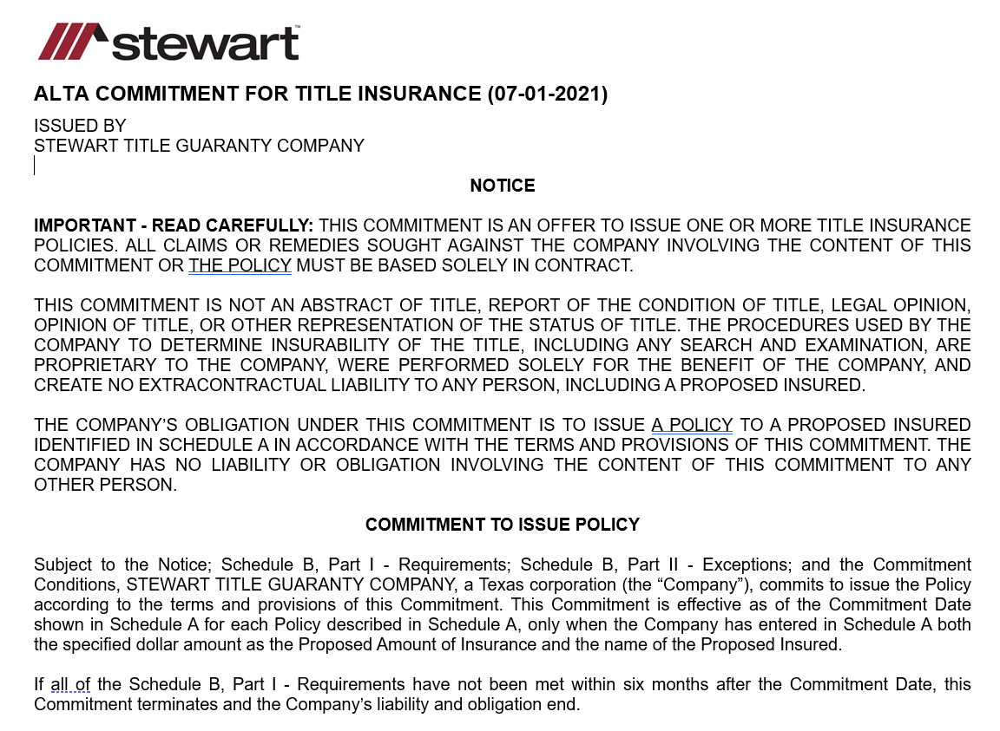 stewart™
ALTA COMMITMENT FOR TITLE INSURANCE (07-01-2021)
ISSUED BY
STEWART TITLE GUARANTY COMPANY
NOTICE
IMPORTANT - READ CAREFULLY: THIS COMMITMENT IS AN OFFER TO ISSUE ONE OR MORE TITLE INSURANCE
POLICIES. ALL CLAIMS OR REMEDIES SOUGHT AGAINST THE COMPANY INVOLVING THE CONTENT OF THIS
COMMITMENT OR THE POLICY MUST BE BASED SOLELY IN CONTRACT.
THIS COMMITMENT IS NOT AN ABSTRACT OF TITLE, REPORT OF THE CONDITION OF TITLE, LEGAL OPINION,
OPINION OF TITLE, OR OTHER REPRESENTATION OF THE STATUS OF TITLE. THE PROCEDURES USED BY THE
COMPANY TO DETERMINE INSURABILITY OF THE TITLE, INCLUDING ANY SEARCH AND EXAMINATION, ARE
PROPRIETARY TO THE COMPANY, WERE PERFORMED SOLELY FOR THE BENEFIT OF THE COMPANY, AND
CREATE NO EXTRACONTRACTUAL LIABILITY TO ANY PERSON, INCLUDING A PROPOSED INSURED.
THE COMPANY’S OBLIGATION UNDER THIS COMMITMENT IS TO ISSUE A POLICY TO A PROPOSED INSURED
IDENTIFIED IN SCHEDULE A IN ACCORDANCE WITH THE TERMS AND PROVISIONS OF THIS COMMITMENT. THE
COMPANY HAS NO LIABILITY OR OBLIGATION INVOLVING THE CONTENT OF THIS COMMITMENT TO ANY
OTHER PERSON.
COMMITMENT TO ISSUE POLICY
Subject to the Notice; Schedule B, Part I - Requirements; Schedule B, Part II - Exceptions; and the Commitment
Conditions, STEWART TITLE GUARANTY COMPANY, a Texas corporation (the “Company”), commits to issue the Policy
according to the terms and provisions of this Commitment. This Commitment is effective as of the Commitment Date
shown in Schedule A for each Policy described in Schedule A, only when the Company has entered in Schedule A both
the specified dollar amount as the Proposed Amount of Insurance and the name of the Proposed Insured.
If all of the Schedule B, Part I - Requirements have not been met within six months after the Commitment Date, this
Commitment terminates and the Company’s liability and obligation end.